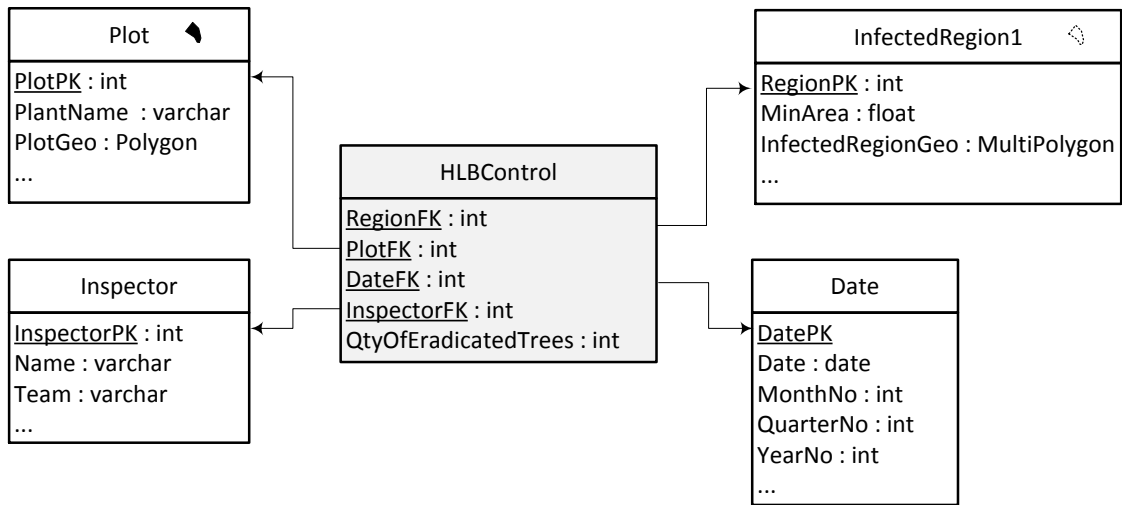 Plot
PlotPK : int
PlantName : varchar
PlotGeo : Polygon
...
InfectedRegion1
RegionPK : int
MinArea : float
InfectedRegionGeo : MultiPolygon
...
HLBControl
RegionFK : int
PlotFK : int
DateFK : int
InspectorFK : int
QtyOfEradicatedTrees : int
Inspector
InspectorPK : int
Name : varchar
Team : varchar
...
Date
DatePK
Date : date
MonthNo : int
QuarterNo : int
YearNo : int
...